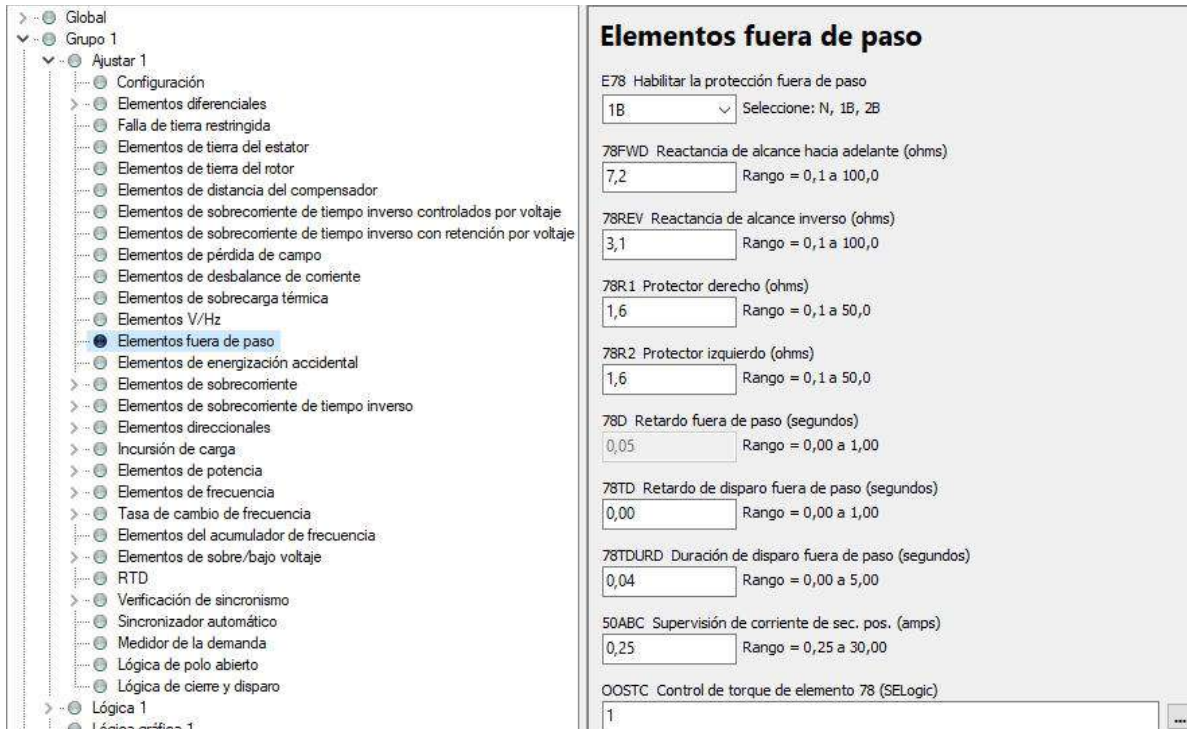 Global
Grupo 1
Ajustar 1
Configuración
Elementos diferenciales
Falla de tierra restringida
Elementos de tierra del estator
Elementos de tierra del rotor
Elementos de distancia del compensador
Elementos de sobrecorriente de tiempo inverso controlados por voltaje
Elementos de sobrecorriente de tiempo inverso con retención por voltaje
Elementos de pérdida de campo
Elementos de desbalance de corriente
Elementos de sobrecarga térmica
Elementos V/Hz
Elementos fuera de paso
Elementos de energización accidental
Elementos de sobrecorriente
Elementos de sobrecorriente de tiempo inverso
Elementos direccionales
Incursión de carga
Elementos de potencia
Elementos de frecuencia
Tasa de cambio de frecuencia
Elementos del acumulador de frecuencia
Elementos de sobre/bajo voltaje
RTD
Verificación de sincronismo
Sincronizador automático
Medidor de la demanda
Lógica de polo abierto
Lógica de cierre y disparo
Lógica 1
Lógica gráfica 1
Elementos fuera de paso
E78 Habilitar la protección fuera de paso
1B Seleccione: N, 1B, 2B
78FWD Reactancia de alcance hacia adelante (ohms)
7,2 Rango = 0,1 a 100,0
78REV Reactancia de alcance inverso (ohms)
3,1 Rango = 0,1 a 100,0
78R1 Protector derecho (ohms)
1,6 Rango = 0,1 a 50,0
78R2 Protector izquierdo (ohms)
1,6 Rango = 0,1 a 50,0
78D Retardo fuera de paso (segundos)
0,05 Rango = 0,00 a 1,00
78TD Retardo de disparo fuera de paso (segundos)
0,00 Rango = 0,00 a 1,00
78TDURD Duración de disparo fuera de paso (segundos)
0,04 Rango = 0,00 a 5,00
50ABC Supervisión de corriente de sec. pos. (amps)
0,25 Rango = 0,25 a 30,00
OOSTC Control de torque de elemento 78 (SELogic)
1 ...